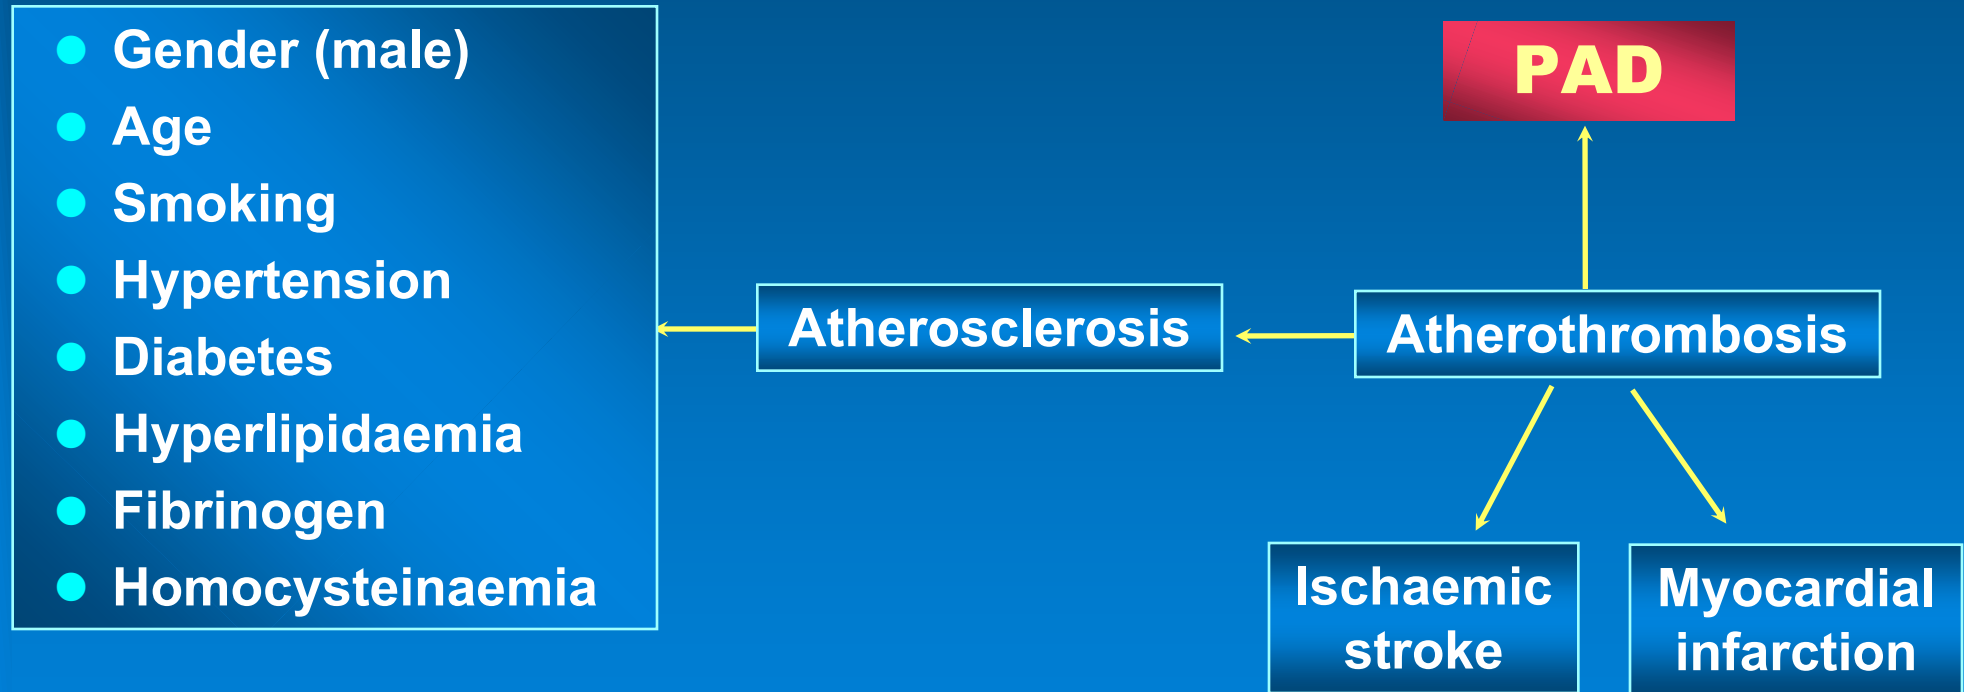 Gender (male)
Age
Smoking
Hypertension
Diabetes
Hyperlipidaemia
Fibrinogen
Homocysteinaemia
Atherosclerosis
PAD
Atherothrombosis
Ischaemic
stroke
Myocardial
infarction